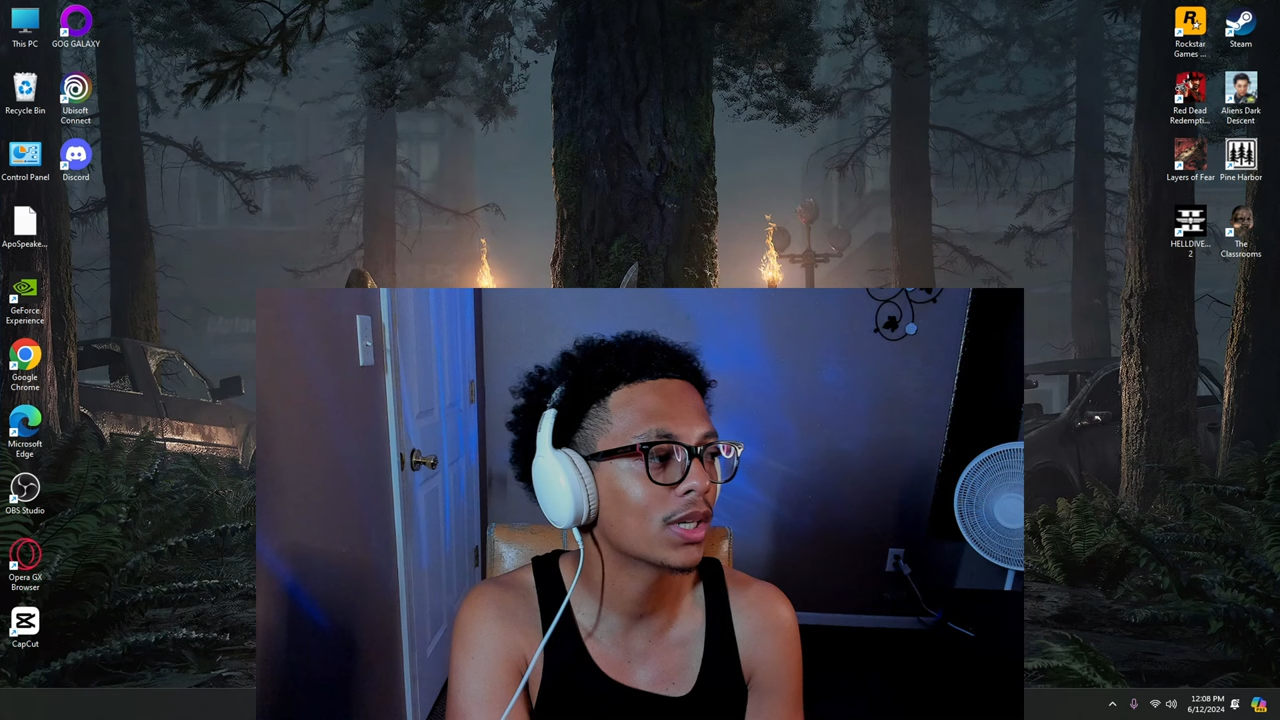 This PC
GOG GALAXY
Recycle Bin
Ubisoft
Connect
Control Panel
Discord
ApoSpeake...
GeForce
Experience
Google
Chrome
Microsoft
Edge
OBS Studio
Opera GX
Browser
CapCut
Rockstar
Games ...
Steam
Red Dead
Redempti...
Aliens Dark
Descent
Layers of Fear
Pine Harbor
HELLDIVE...
2
The
Classrooms
12:08 PM
6/12/2024